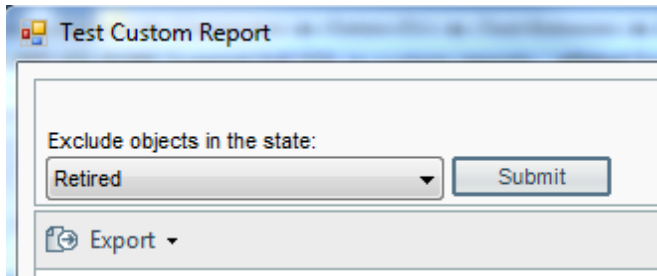 Test Custom Report
Exclude objects in the state:
Retired
Submit
Export